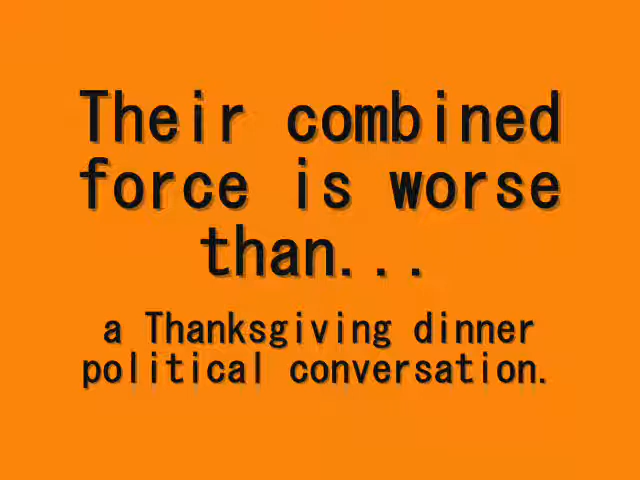 Their combined
force is worse
than...
a Thanksgiving dinner
political conversation.